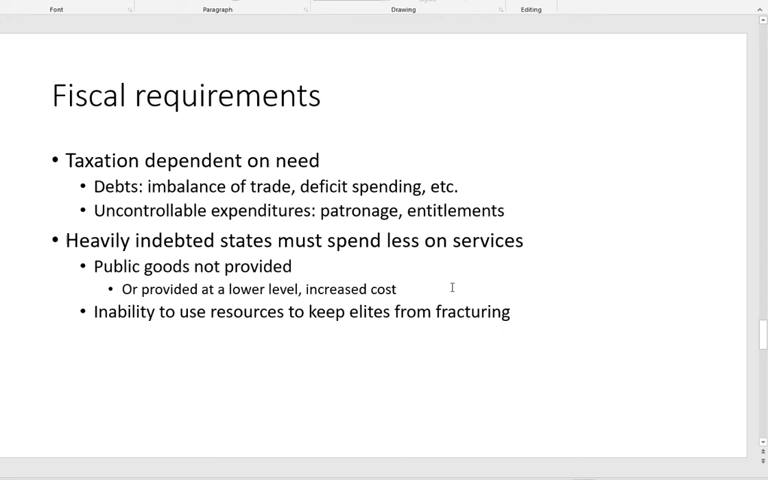 Font
Paragraph
Drawing
Editing
Fiscal requirements
• Taxation dependent on need
• Debts: imbalance of trade, deficit spending, etc.
• Uncontrollable expenditures: patronage, entitlements
• Heavily indebted states must spend less on services
• Public goods not provided
• Or provided at a lower level, increased cost
• Inability to use resources to keep elites from fracturing